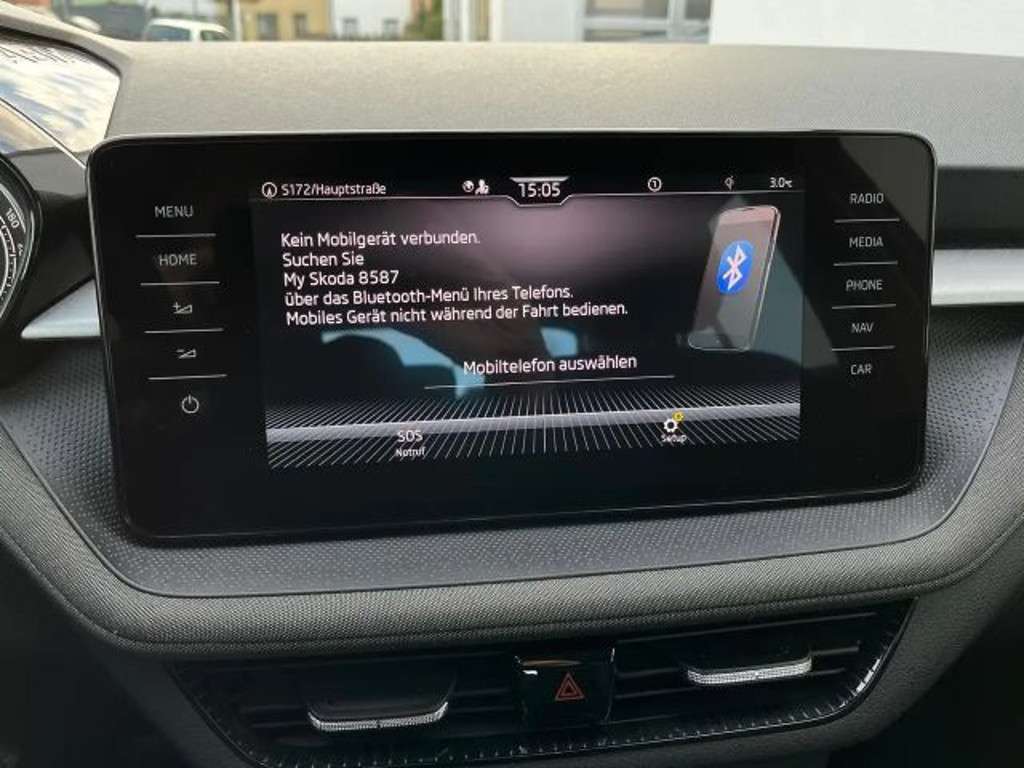 S172/Hauptstraße
1
15:05
3.0°C
MENU
HOME
RADIO
MEDIA
PHONE
NAV
CAR
Kein Mobilgerät verbunden.
Suchen Sie
My Skoda 8587
über das Bluetooth-Menü Ihres Telefons.
Mobiles Gerät nicht während der Fahrt bedienen.
Mobiltelefon auswählen
SOS
Notruf
Setup
180